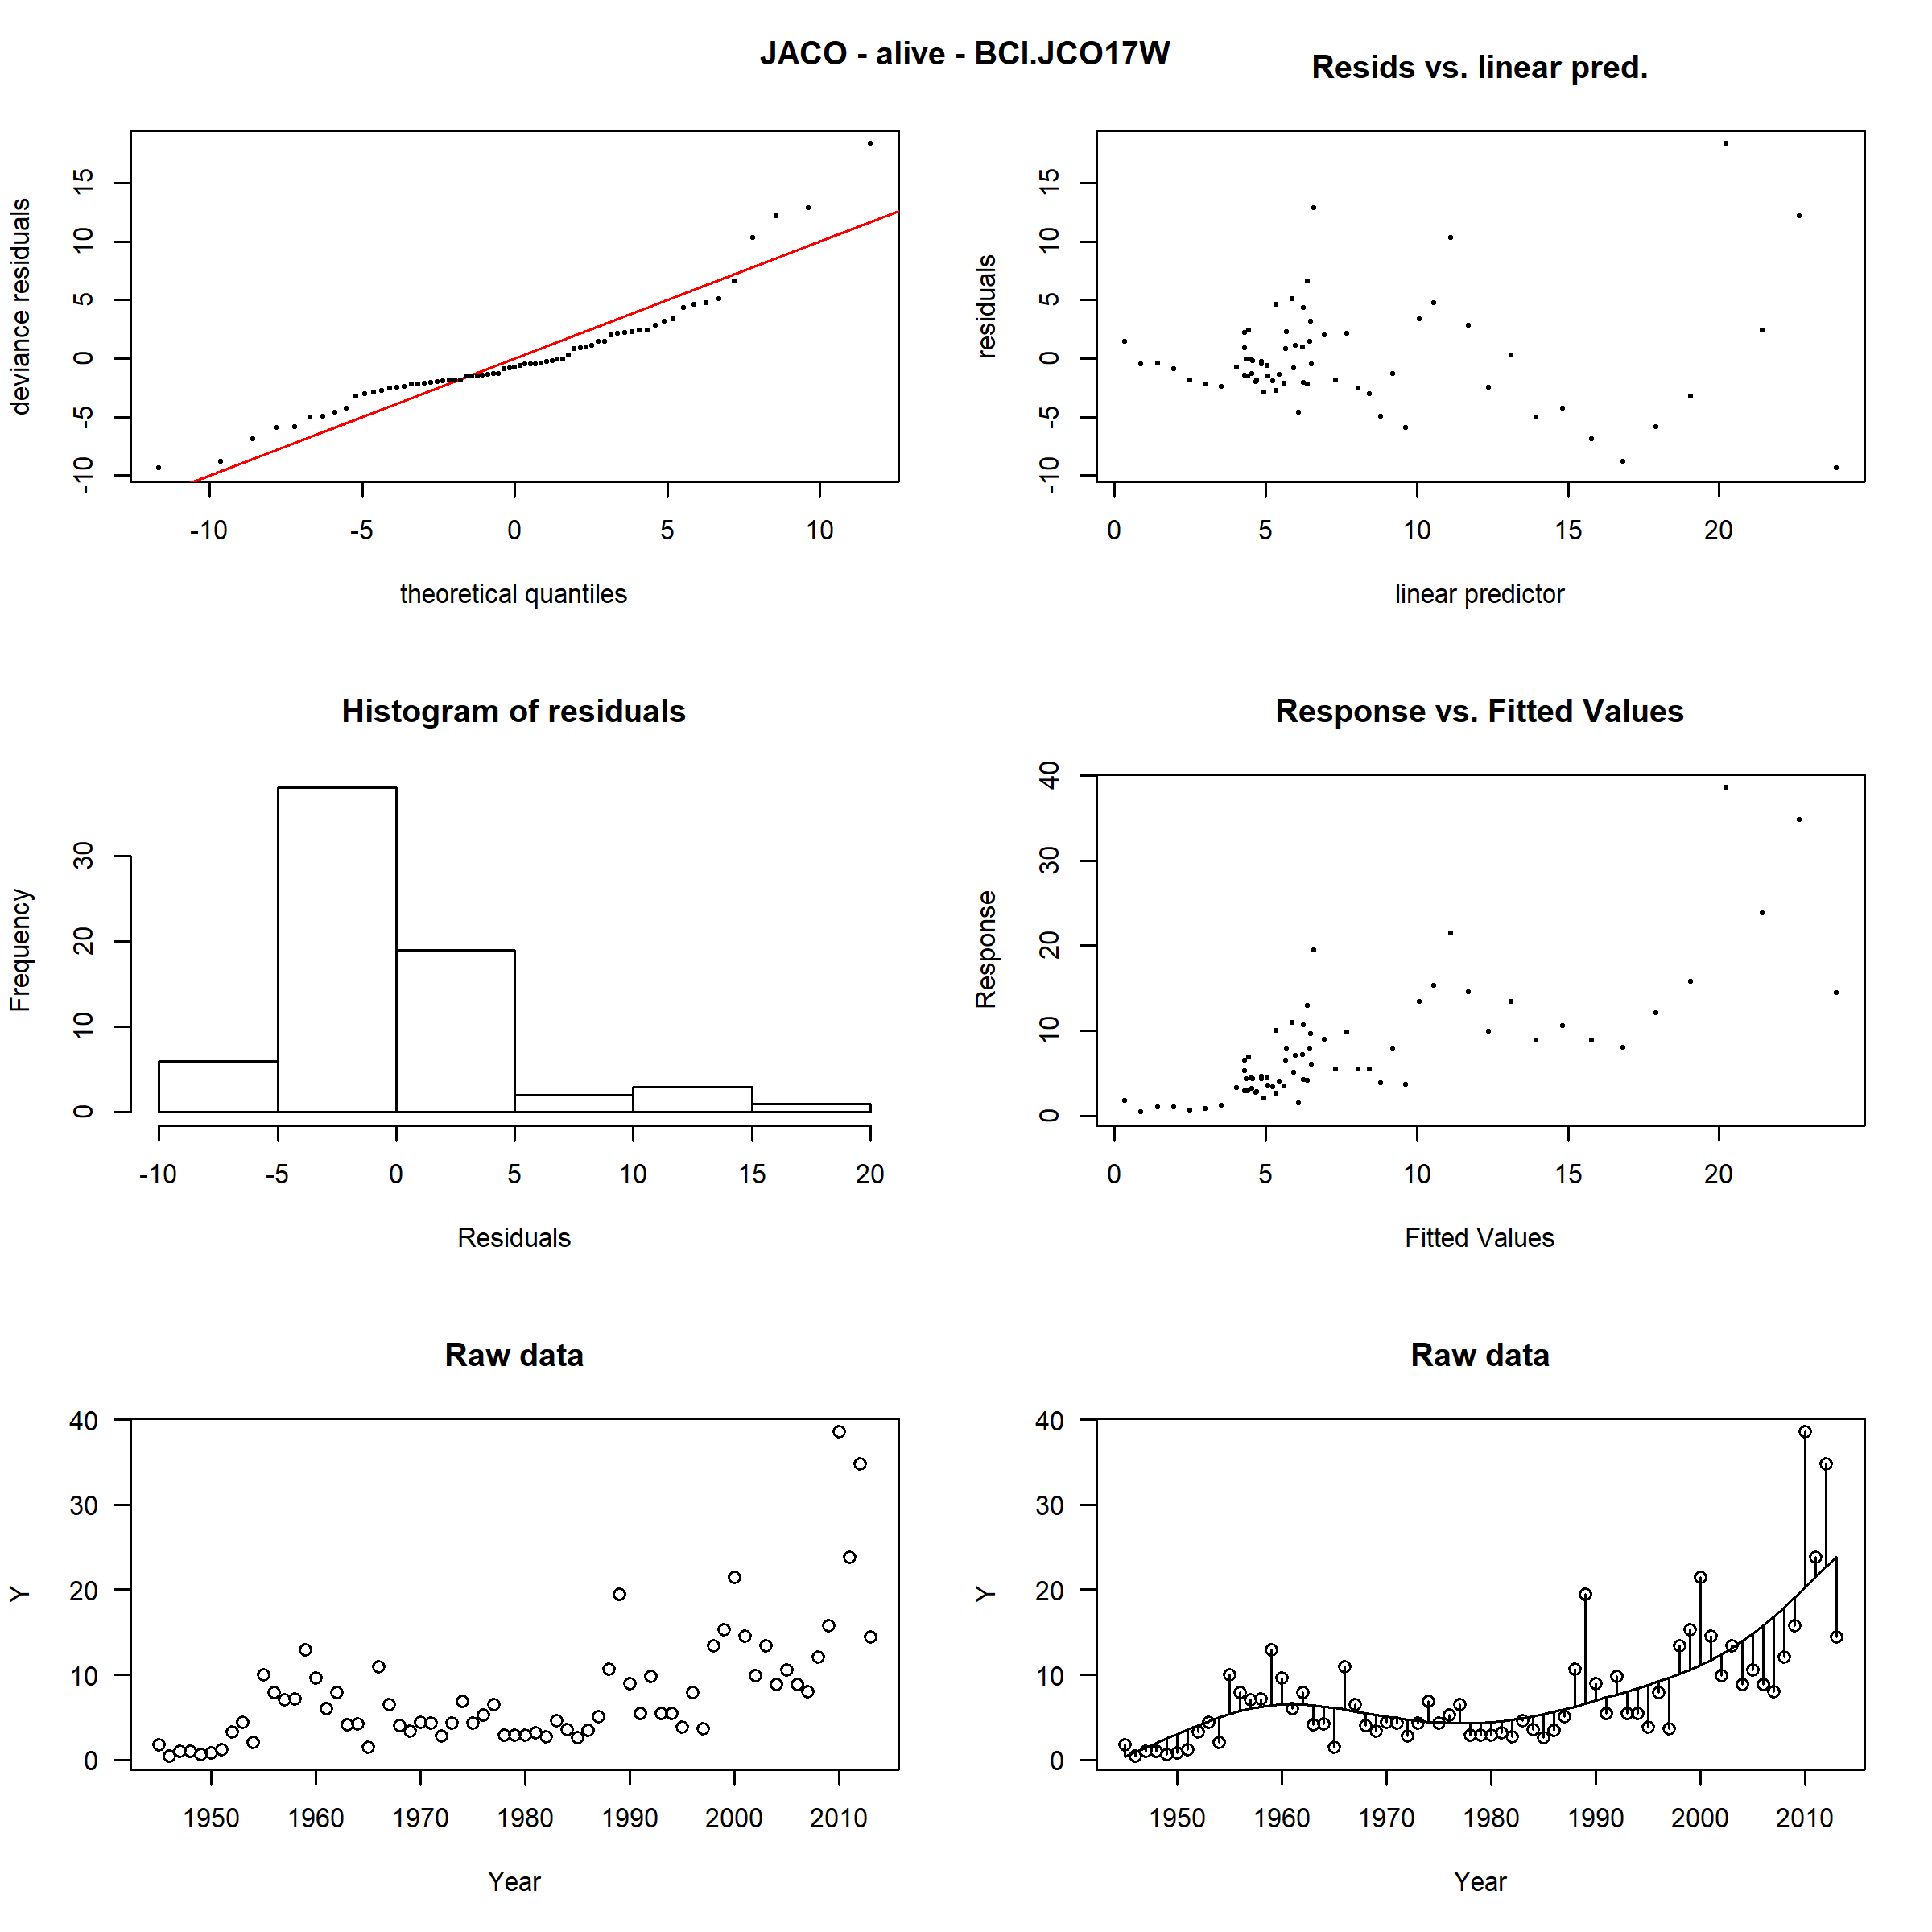 JACO - alive - BCI.JCO17W
Resids vs. linear pred.
deviance residuals
-10 -5 0 5 10 15
-10 -5 0 5 10
theoretical quantiles
residuals
-10 -5 0 5 10 15
0 5 10 15 20
linear predictor
Histogram of residuals
Frequency
0 10 20 30
-10 -5 0 5 10 15 20
Residuals
Response vs. Fitted Values
Response
0 10 20 30 40
0 5 10 15 20
Fitted Values
Raw data
Y
40
30
20
10
0
1950 1960 1970 1980 1990 2000 2010
Year
Raw data
Y
40
30
20
10
0
1950 1960 1970 1980 1990 2000 2010
Year